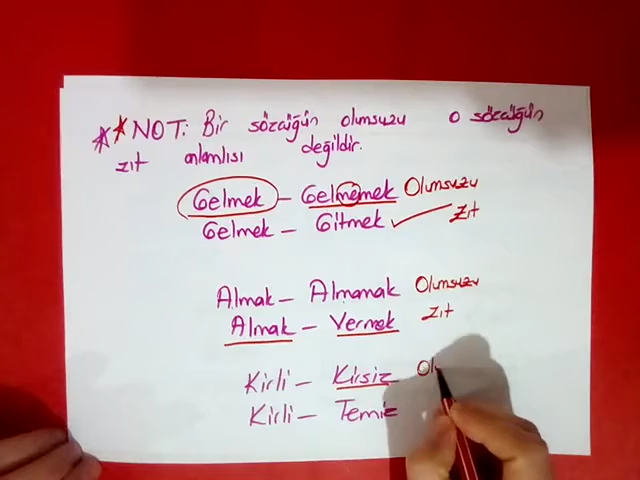 NOT: Bir sözcüğün olumsuzu o sözcüğün
zıt anlamlısı değildir.
Gelmek – Gelmemek Olumsuzu
Gelmek – Gitmek zıt
Almak – Almamak Olumsuzu
Almak – Vermek zıt
Kirli – Kirsiz Ol
Kirli – Temiz